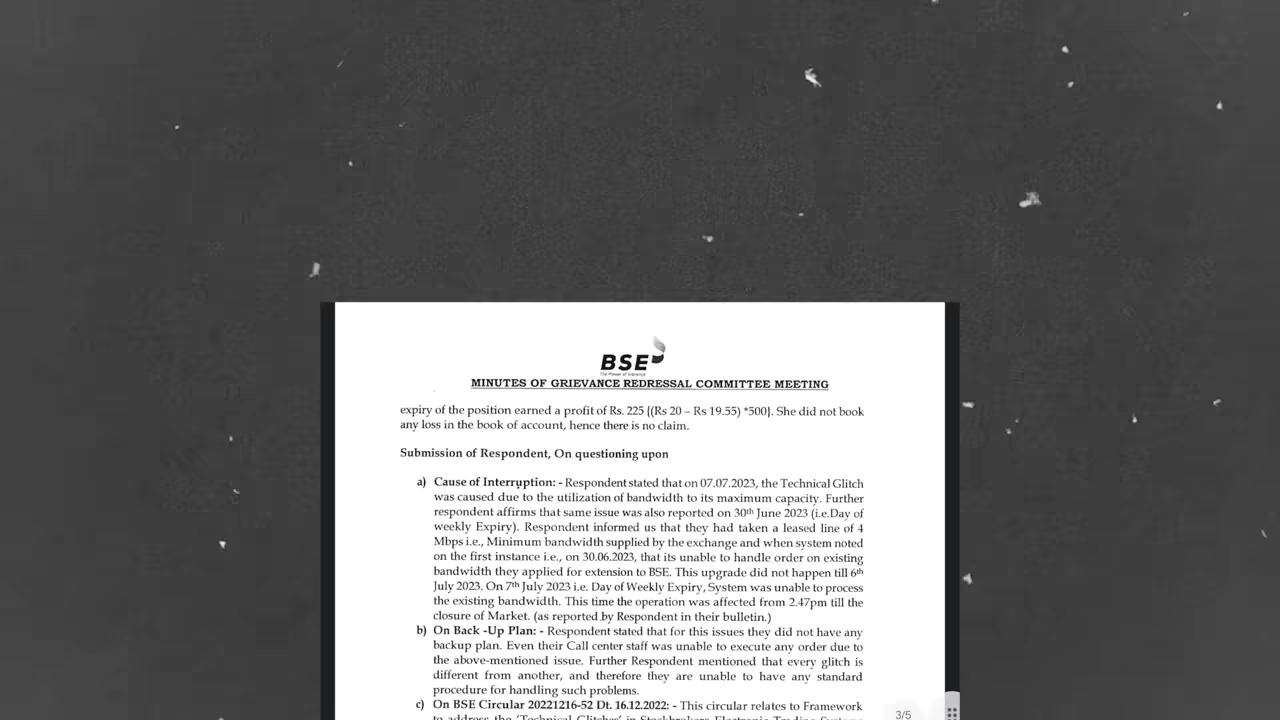 BSE
The Power of Vibrance
MINUTES OF GRIEVANCE REDRESSAL COMMITTEE MEETING
expiry of the position earned a profit of Rs. 225 {(Rs 20 – Rs 19.55) *500}. She did not book
any loss in the book of account, hence there is no claim.
Submission of Respondent, On questioning upon
a) Cause of Interruption: - Respondent stated that on 07.07.2023, the Technical Glitch
was caused due to the utilization of bandwidth to its maximum capacity. Further
respondent affirms that same issue was also reported on 30th June 2023 (i.e.Day of
weekly Expiry). Respondent informed us that they had taken a leased line of 4
Mbps i.e., Minimum bandwidth supplied by the exchange and when system noted
on the first instance i.e., on 30.06.2023, that its unable to handle order on existing
bandwidth they applied for extension to BSE. This upgrade did not happen till 6th
July 2023. On 7th July 2023 i.e. Day of Weekly Expiry, System was unable to process
the existing bandwidth. This time the operation was affected from 2.47pm till the
closure of Market. (as reported by Respondent in their bulletin.)
b) On Back -Up Plan: - Respondent stated that for this issues they did not have any
backup plan. Even their Call center staff was unable to execute any order due to
the above-mentioned issue. Further Respondent mentioned that every glitch is
different from another, and therefore they are unable to have any standard
procedure for handling such problems.
c) On BSE Circular 20221216-52 Dt. 16.12.2022: - This circular relates to Framework
to address the 'Technical Glitches' in Stockbrokers Electronic Trading Systems
3/5